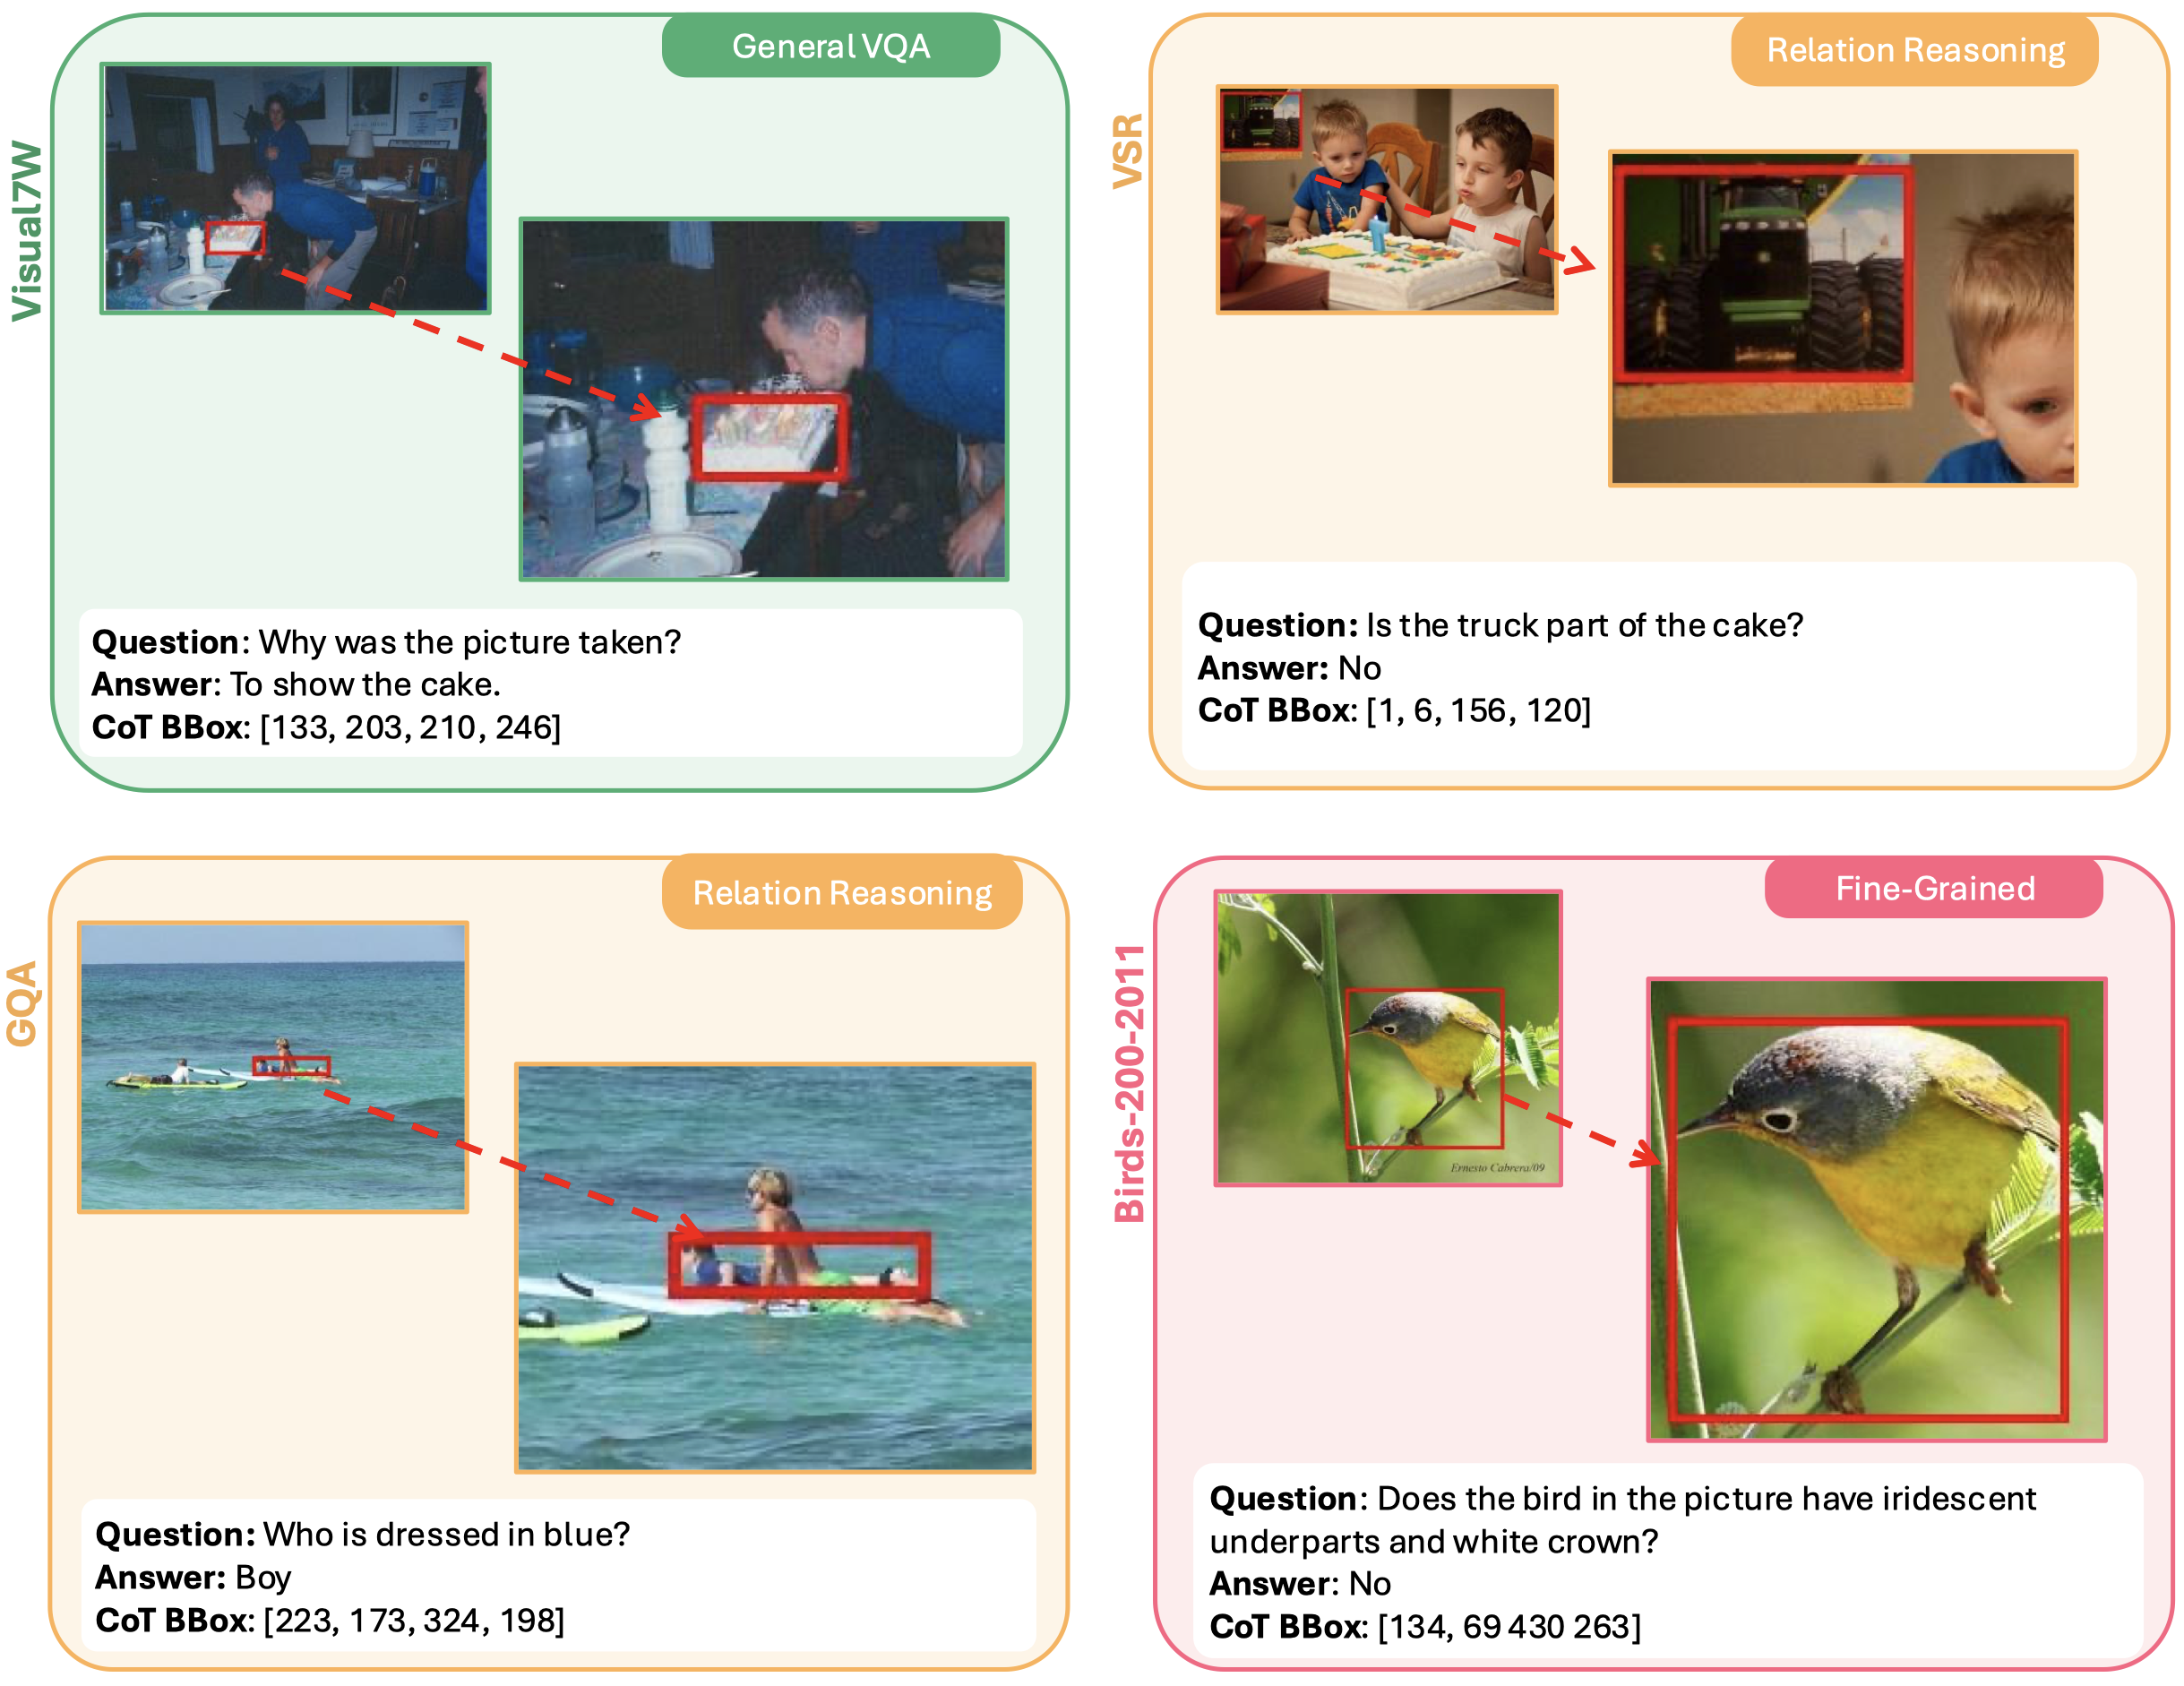 General VQA
Visual7W
Question: Why was the picture taken?
Answer: To show the cake.
CoT BBox: [133, 203, 210, 246]
Relation Reasoning
VSR
Question: Is the truck part of the cake?
Answer: No
CoT BBox: [1, 6, 156, 120]
Relation Reasoning
GQA
Question: Who is dressed in blue?
Answer: Boy
CoT BBox: [223, 173, 324, 198]
Fine-Grained
Birds-200-2011
Ernesto Cabrera/09
Question: Does the bird in the picture have iridescent
underparts and white crown?
Answer: No
CoT BBox: [134, 69 430 263]